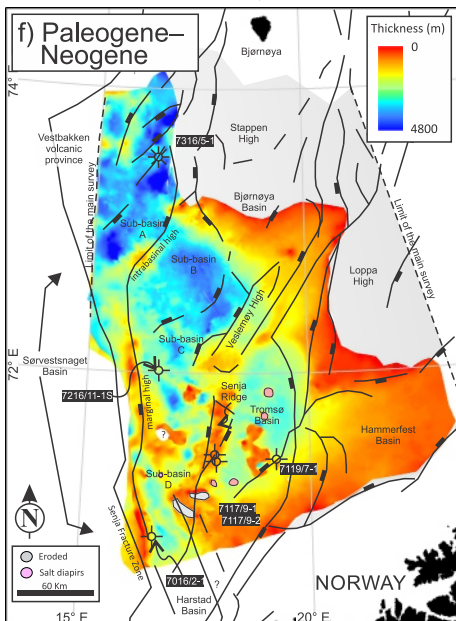 f) Paleogene–
Neogene
Bjørnøya
Thickness (m)
0
4800
74°E
7316/5-1
Vestbakken
volcanic
province
Stappen
High
Limit of the main survey
Bjørnøya
Basin
Limit of the main survey
Sub-basin
A
Intrabasinal high
Sub-basin
B
Loppa
High
Veslemøy High
Sub-basin
C
72°E
Sørvestsnaget
Basin
7216/11-1S
marginal high
Senja
Ridge
Tromsø
Basin
Hammerfest
Basin
?
7119/7-1
Sub-basin
D
7117/9-1
7117/9-2
N
Senja Fracture Zone
Eroded
Salt diapirs
60 Km
7016/2-1
?
Harstad
Basin
NORWAY
15°E
20°E